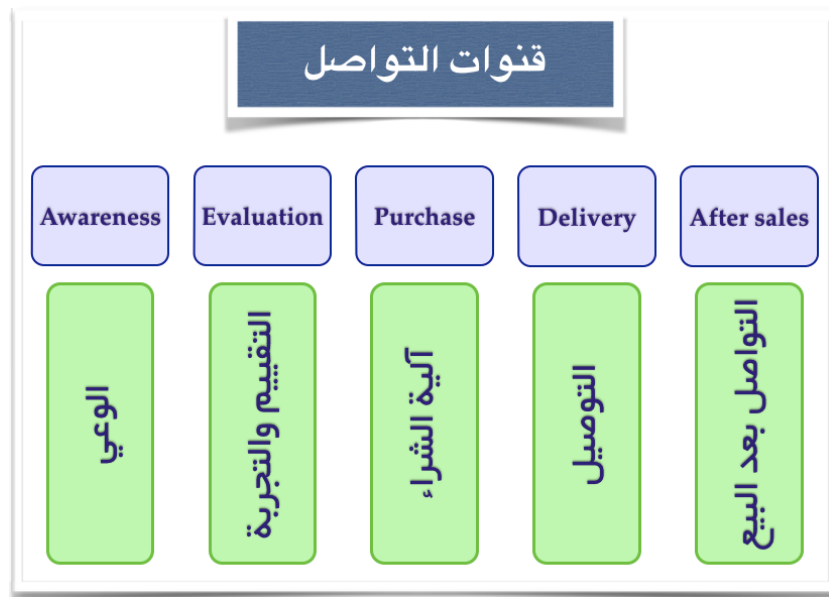 قنوات التواصل
Awareness
Evaluation
Purchase
Delivery
After sales
الوعي
التقييم والتجربة
آلية الشراء
التوصيل
التواصل بعد البيع